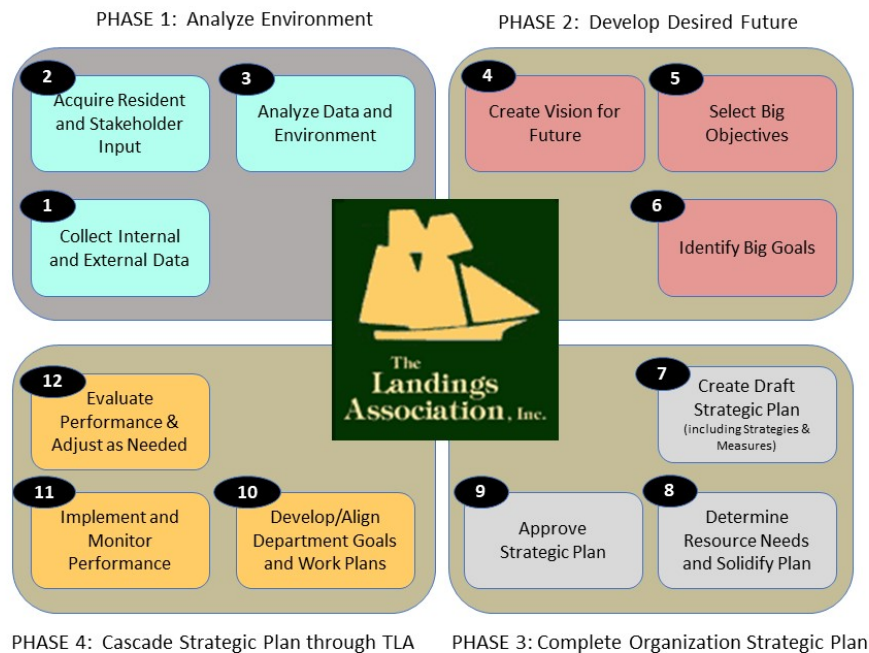 PHASE 1: Analyze Environment
PHASE 2: Develop Desired Future
2
Acquire Resident
and Stakeholder
Input
3
Analyze Data and
Environment
4
Create Vision for
Future
5
Select Big
Objectives
1
Collect Internal
and External Data
6
Identify Big Goals
The
Landings
Association, Inc.
12
Evaluate
Performance &
Adjust as Needed
7
Create Draft
Strategic Plan
(including Strategies &
Measures)
11
Implement and
Monitor
Performance
10
Develop/Align
Department Goals
and Work Plans
9
Approve
Strategic Plan
8
Determine
Resource Needs
and Solidify Plan
PHASE 4: Cascade Strategic Plan through TLA
PHASE 3: Complete Organization Strategic Plan